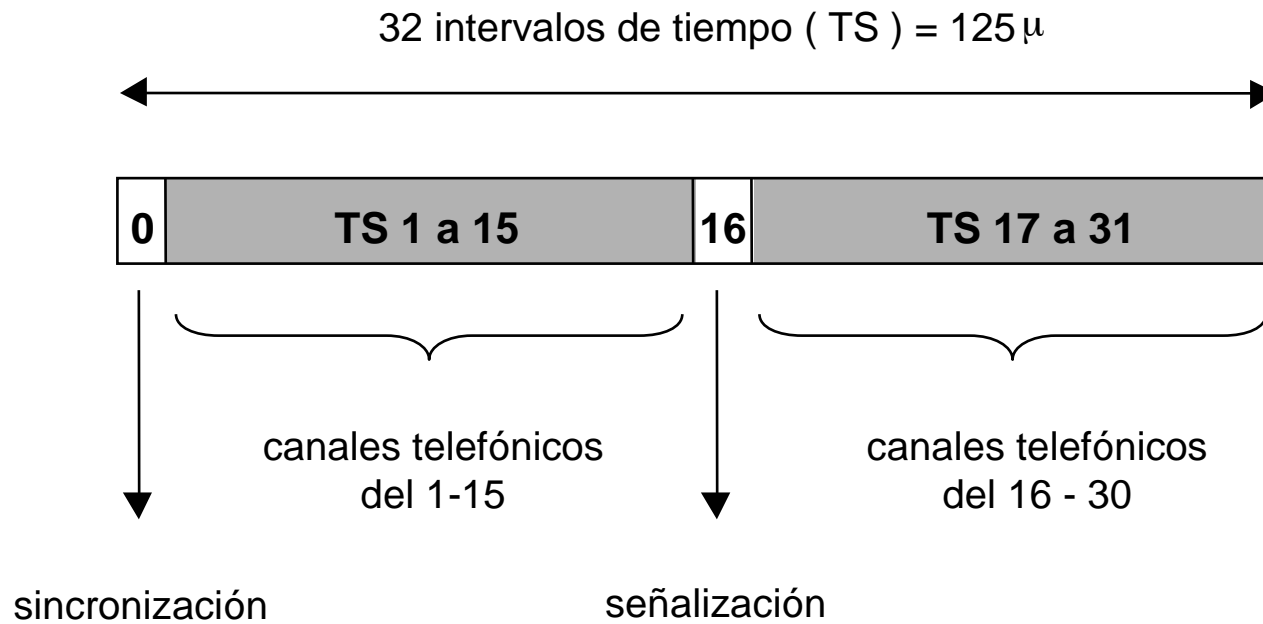 32 intervalos de tiempo ( TS ) = 125 μ
0
TS 1 a 15
16
TS 17 a 31
canales telefónicos
del 1-15
canales telefónicos
del 16 - 30
sincronización
señalización